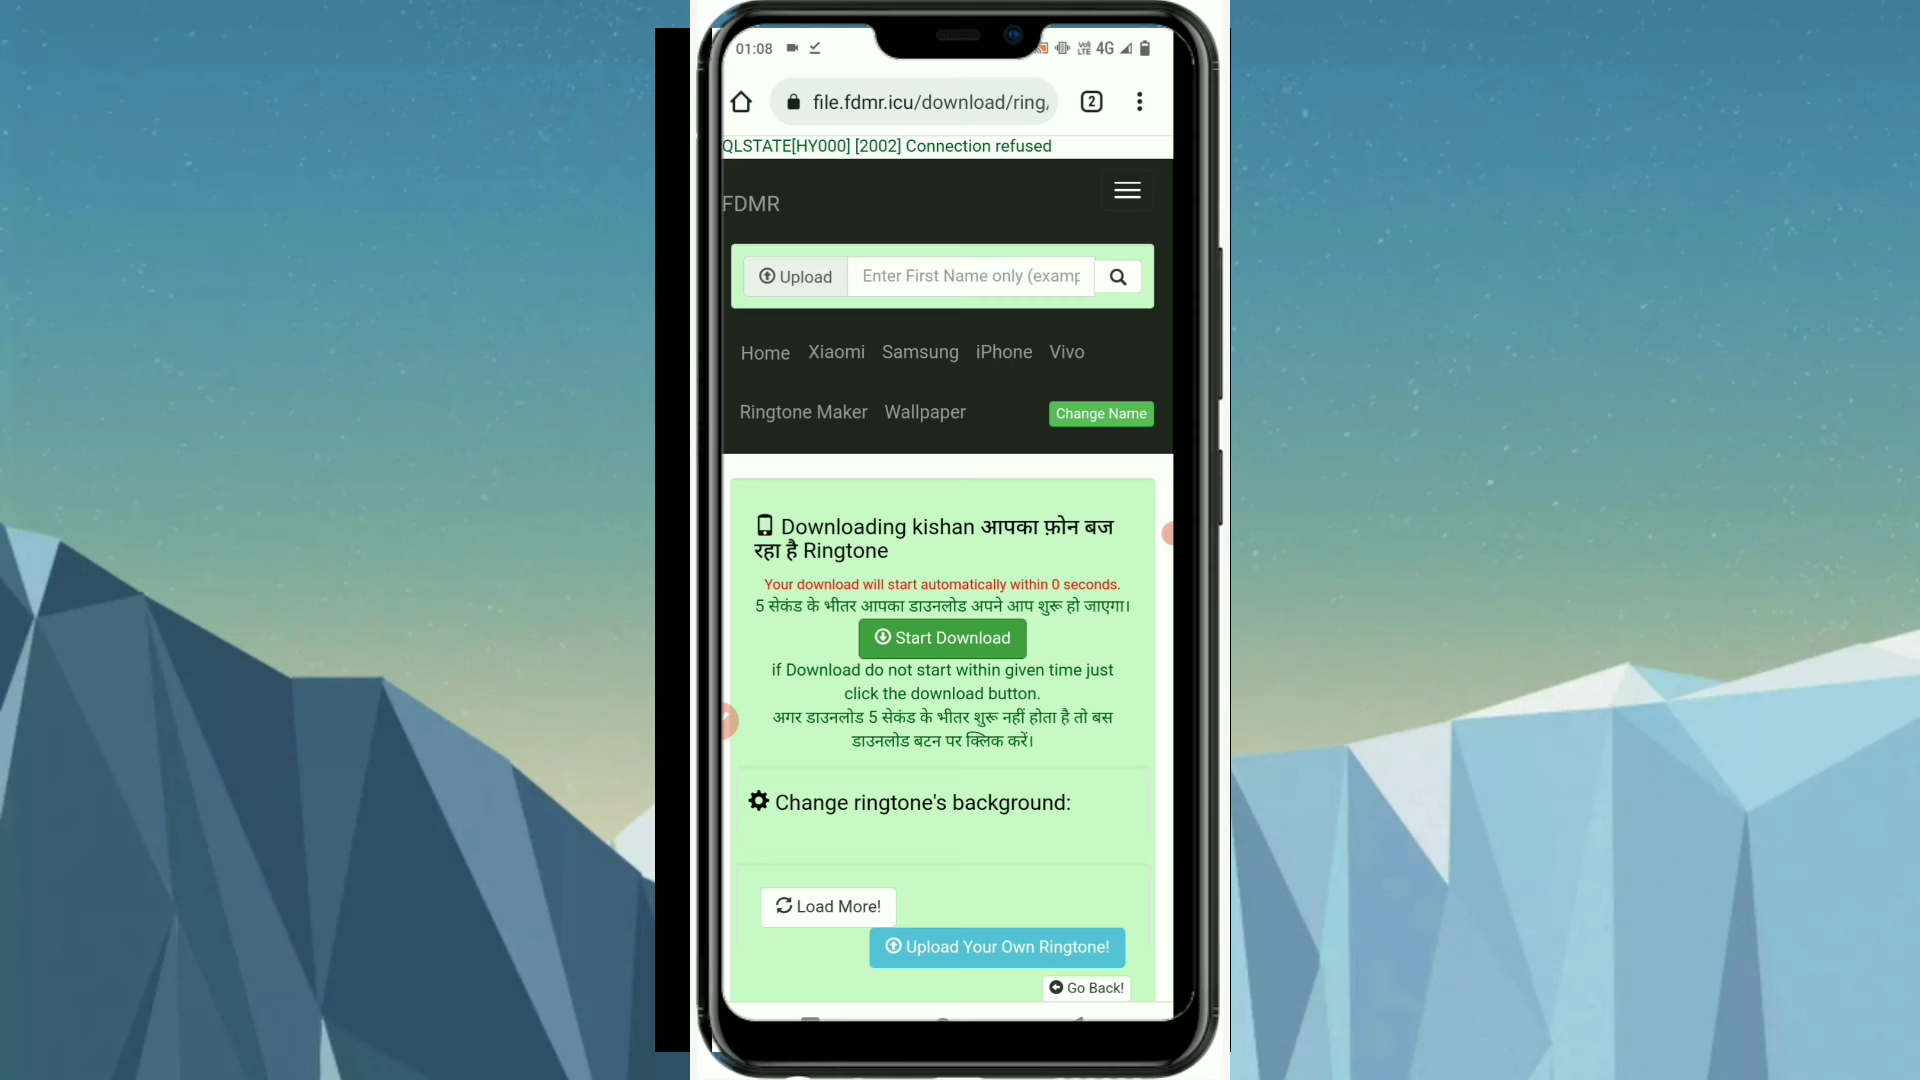 01:08
4G
file.fdmr.icu/download/ring
2
QLSTATE[HY000] [2002] Connection refused
FDMR
Upload Enter First Name only (examp
Home Xiaomi Samsung iPhone Vivo
Ringtone Maker Wallpaper Change Name
Downloading kishan आपका फ़ोन बज
रहा है Ringtone
Your download will start automatically within 0 seconds.
5 सेकंड के भीतर आपका डाउनलोड अपने आप शुरू हो जाएगा।
Start Download
if Download do not start within given time just
click the download button.
अगर डाउनलोड 5 सेकंड के भीतर शुरू नहीं होता है तो बस
डाउनलोड बटन पर क्लिक करें।
Change ringtone's background:
Load More!
Upload Your Own Ringtone!
Go Back!